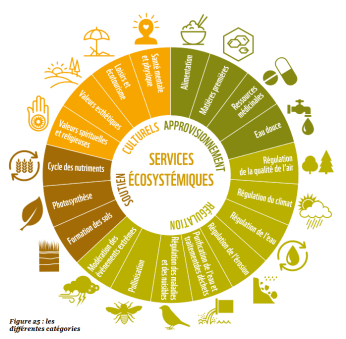 SERVICES
ÉCOSYSTÉMIQUES
APPROVISIONNEMENT
Alimentation
Matières premières
Ressources
médicinales
Eau douce
RÉGULATION
Régulation
de la qualité de l'air
Régulation du climat
Régulation de l'eau
Régulation de l'érosion
Purification de l'eau et
traitement des déchets
Régulation des maladies
et des nuisibles
Pollinisation
Modération des
événements extrêmes
SOUTIEN
Formation des sols
Photosynthèse
Cycle des nutriments
CULTURELS
Valeurs spirituelles
et religieuses
Valeurs esthétiques
Loisirs et
écotourisme
Santé mentale
et physique
Figure 25 : les
différentes catégories